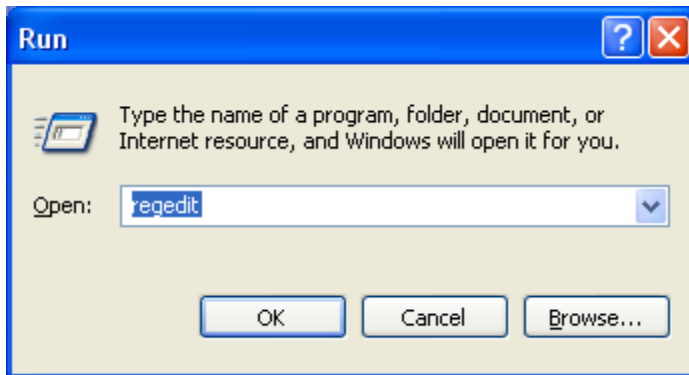 Run
Type the name of a program, folder, document, or
Internet resource, and Windows will open it for you.
Open: regedit
OK Cancel Browse...